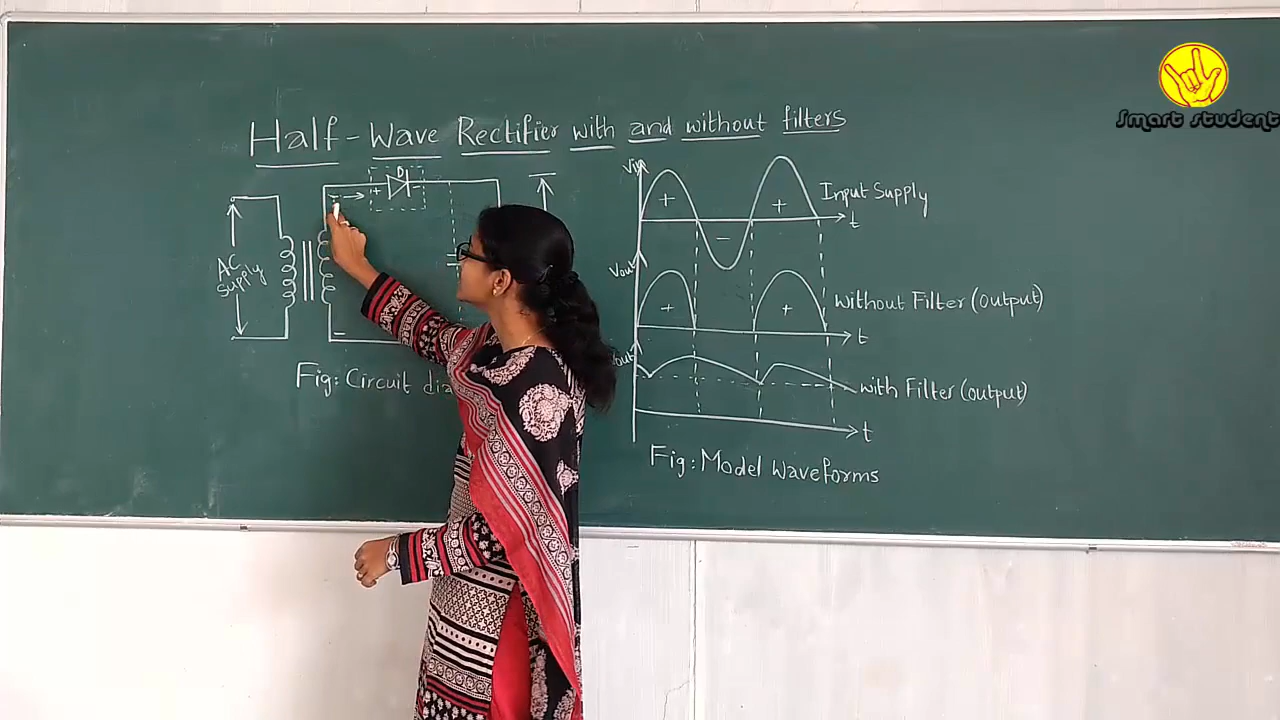 Smart student
Half-Wave Rectifier with and without filters
D
+ -
AC
Supply
-
Fig: Circuit
Vin
+
-
+
Input Supply
t
Vout
+
+
without Filter (output)
t
Vout
with Filter (output)
t
Fig: Model Waveforms